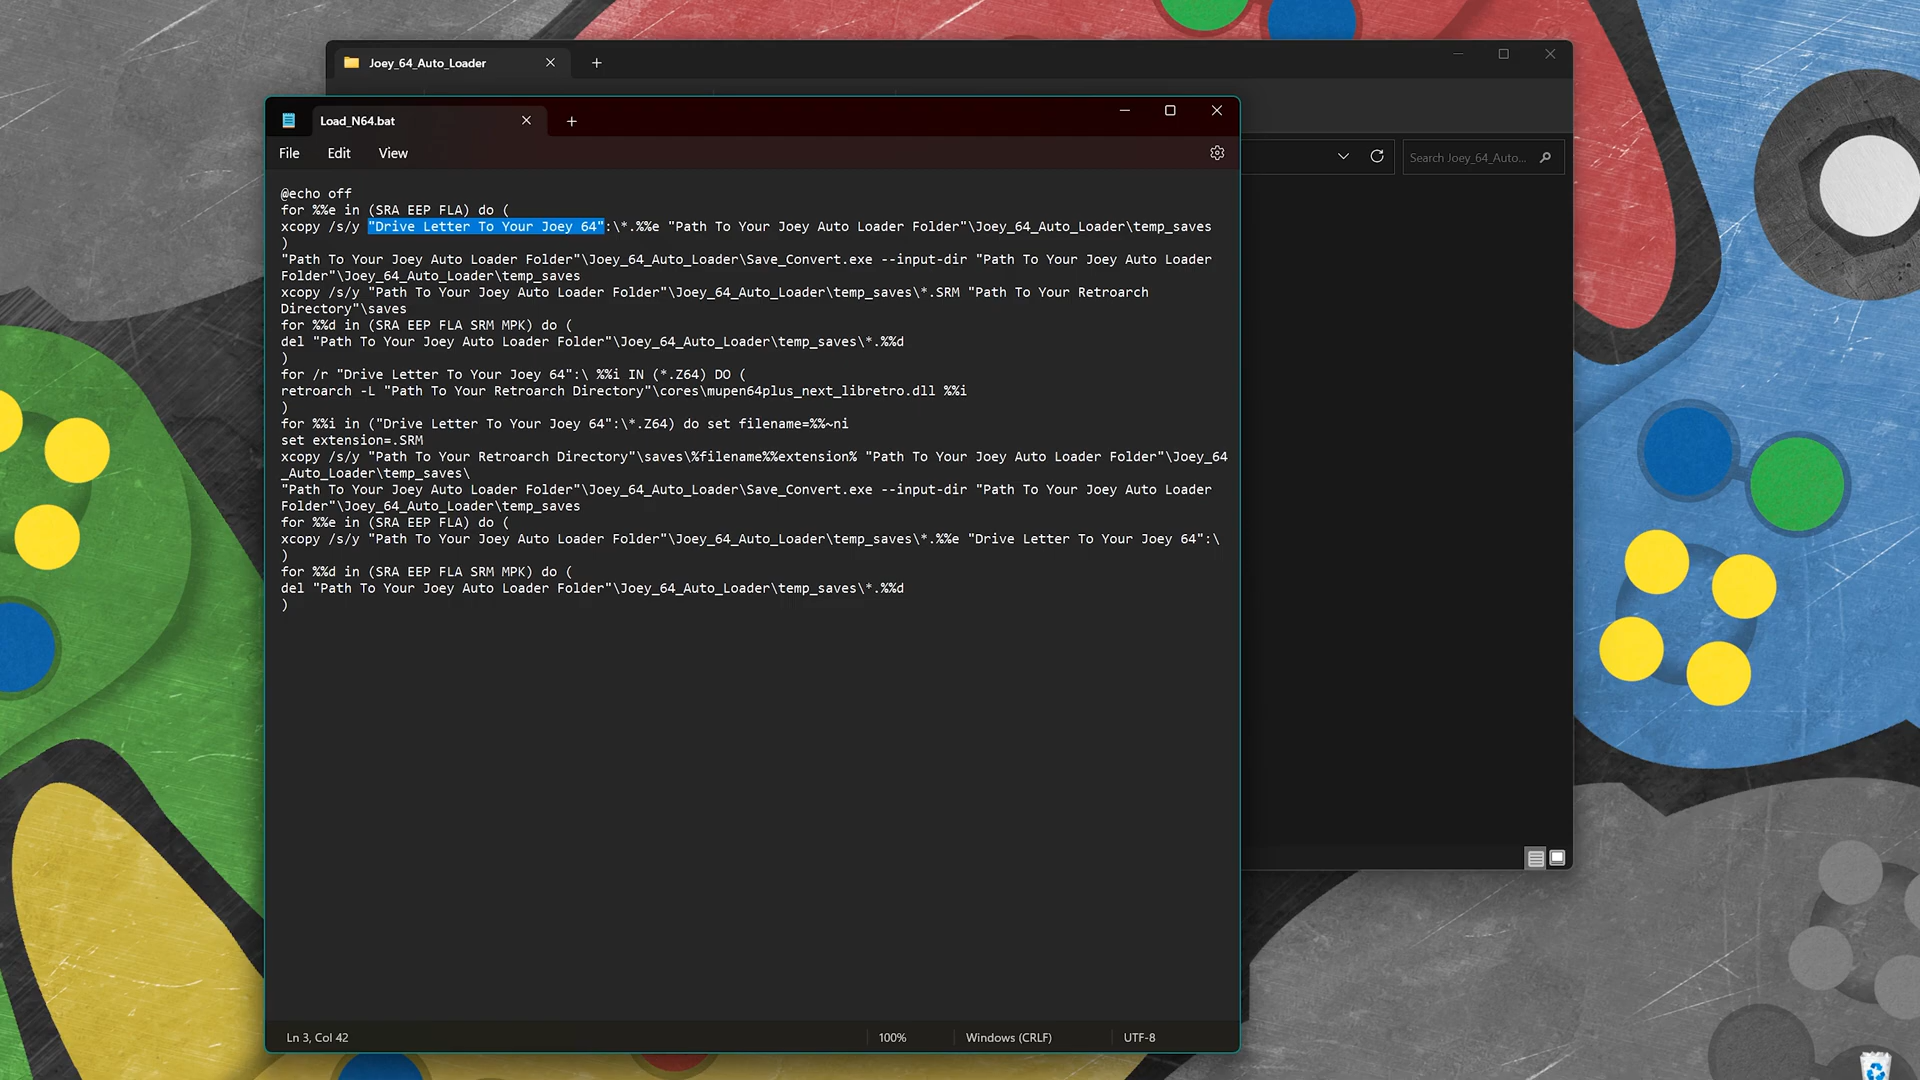 Joey_64_Auto_Loader
Search Joey_64_Auto...
Load_N64.bat
File Edit View
@echo off
for %%e in (SRA EEP FLA) do (
xcopy /s/y "Drive Letter To Your Joey 64":\*.%%e "Path To Your Joey Auto Loader Folder"\Joey_64_Auto_Loader\temp_saves
)
"Path To Your Joey Auto Loader Folder"\Joey_64_Auto_Loader\Save_Convert.exe --input-dir "Path To Your Joey Auto Loader
Folder"\Joey_64_Auto_Loader\temp_saves
xcopy /s/y "Path To Your Joey Auto Loader Folder"\Joey_64_Auto_Loader\temp_saves\*.SRM "Path To Your Retroarch
Directory"\saves
for %%d in (SRA EEP FLA SRM MPK) do (
del "Path To Your Joey Auto Loader Folder"\Joey_64_Auto_Loader\temp_saves\*.%%d
)
for /r "Drive Letter To Your Joey 64":\ %%i IN (*.Z64) DO (
retroarch -L "Path To Your Retroarch Directory"\cores\mupen64plus_next_libretro.dll %%i
)
for %%i in ("Drive Letter To Your Joey 64":\*.Z64) do set filename=%%~ni
set extension=.SRM
xcopy /s/y "Path To Your Retroarch Directory"\saves\%filename%%extension% "Path To Your Joey Auto Loader Folder"\Joey_64
_Auto_Loader\temp_saves\
"Path To Your Joey Auto Loader Folder"\Joey_64_Auto_Loader\Save_Convert.exe --input-dir "Path To Your Joey Auto Loader
Folder"\Joey_64_Auto_Loader\temp_saves
for %%e in (SRA EEP FLA) do (
xcopy /s/y "Path To Your Joey Auto Loader Folder"\Joey_64_Auto_Loader\temp_saves\*.%%e "Drive Letter To Your Joey 64":\
)
for %%d in (SRA EEP FLA SRM MPK) do (
del "Path To Your Joey Auto Loader Folder"\Joey_64_Auto_Loader\temp_saves\*.%%d
)
Ln 3, Col 42 100% Windows (CRLF) UTF-8